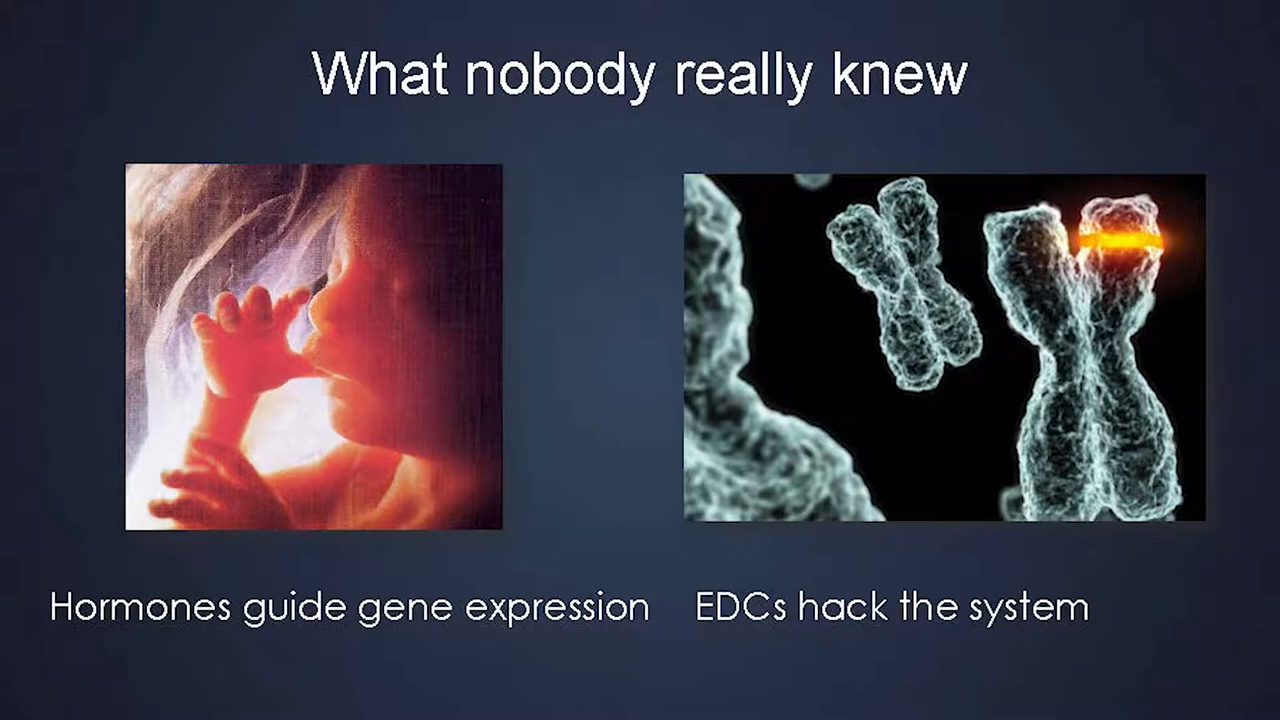 What nobody really knew
Hormones guide gene expression
EDCs hack the system